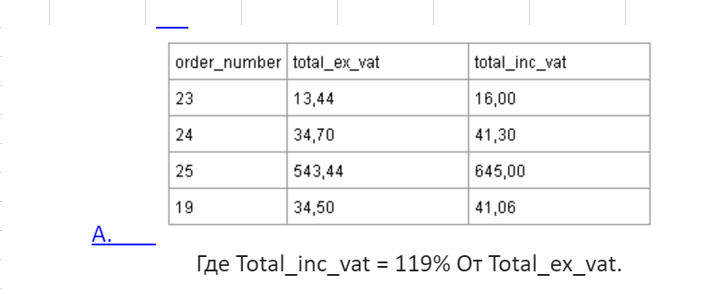 order_number total_ex_vat total_inc_vat
23 13,44 16,00
24 34,70 41,30
25 543,44 645,00
19 34,50 41,06
A.
Где Total_inc_vat = 119% От Total_ex_vat.